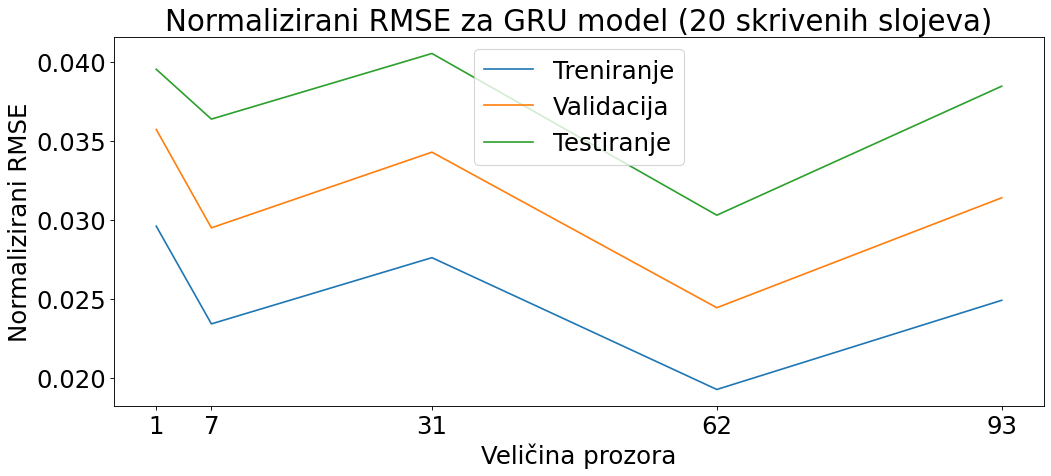 Normalizirani RMSE za GRU model (20 skrivenih slojeva)
Normalizirani RMSE
0.040
0.035
0.030
0.025
0.020
Treniranje
Validacija
Testiranje
1 7 31 62 93
Veličina prozora